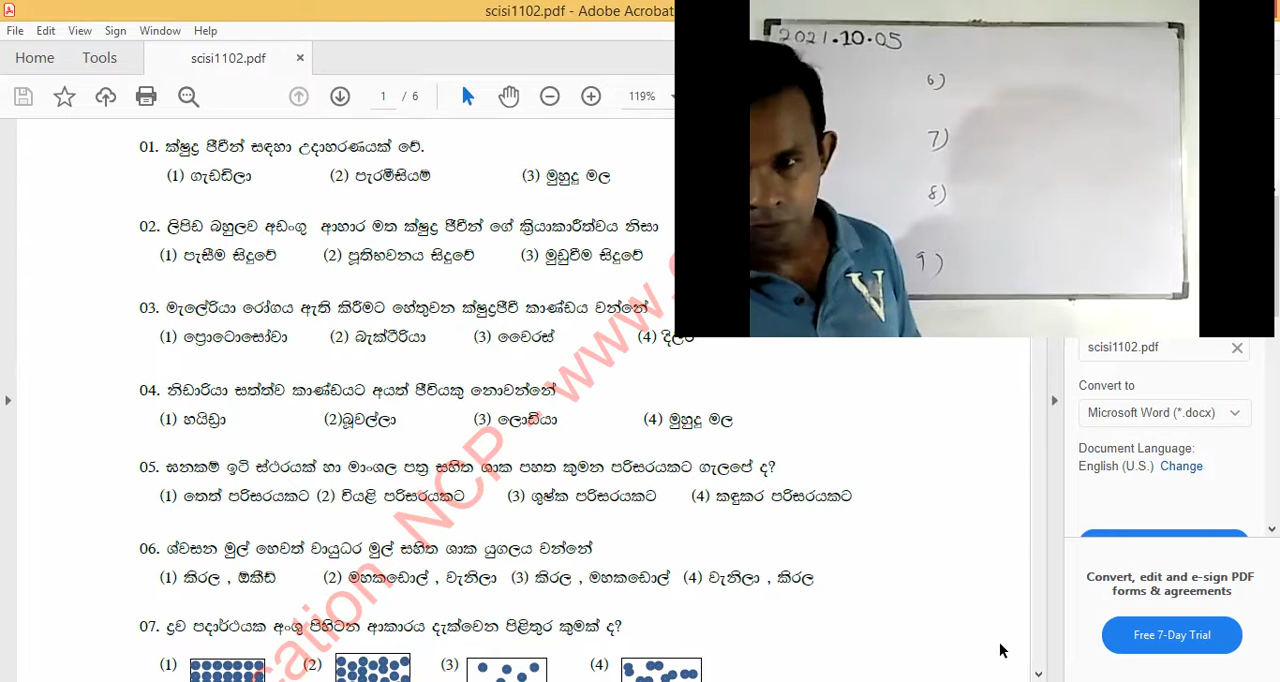 scisi1102.pdf - Adobe Acrobat
File Edit View Sign Window Help
Home Tools scisi1102.pdf ×
1 / 6 119%
2021.10.05
6)
7)
8)
9)
01. ක්ෂුද්‍ර ජීවීන් සඳහා උදාහරණයක් වේ.
(1) ගැඩවිලා (2) පැරමීසියම් (3) මුහුදු මල
02. ලිපිඩ බහුලව අඩංගු ආහාර මත ක්ෂුද්‍ර ජීවීන් ගේ ක්‍රියාකාරීත්වය නිසා
(1) පැසීම සිදුවේ (2) පූතිභවනය සිදුවේ (3) මුඩුවීම සිදුවේ
03. මැලේරියා රෝගය ඇති කිරීමට හේතුවන ක්ෂුද්‍රජීවී කාණ්ඩය වන්නේ
(1) ප්‍රොටොසෝවා (2) බැක්ටීරියා (3) වෛරස් (4) දිලීර
04. නිඩාරියා සත්ත්ව කාණ්ඩයට අයත් ජීවියකු නොවන්නේ
(1) හයිඩ්‍රා (2)බූවල්ලා (3) ලොඩියා (4) මුහුදු මල
05. ඝනකම් ඉටි ස්ථරයක් හා මාංශල පත්‍ර සහිත ශාක පහත කුමන පරිසරයකට ගැලපේ ද?
(1) තෙත් පරිසරයකට (2) වියළි පරිසරයකට (3) ශුෂ්ක පරිසරයකට (4) කඳුකර පරිසරයකට
06. ශ්වසන මුල් හෙවත් වායුධර මුල් සහිත ශාක යුගලය වන්නේ
(1) කිරල , ඕකිඩ් (2) මහකඩොල් , වැනිලා (3) කිරල , මහකඩොල් (4) වැනිලා , කිරල
07. ද්‍රව පදාර්ථයක අංශු පිහිටන ආකාරය දැක්වෙන පිළිතුර කුමක් ද?
(1) (2) (3) (4)
cation NCP - www.s
scisi1102.pdf ×
Convert to
Microsoft Word (*.docx)
Document Language:
English (U.S.) Change
Convert, edit and e-sign PDF
forms & agreements
Free 7-Day Trial